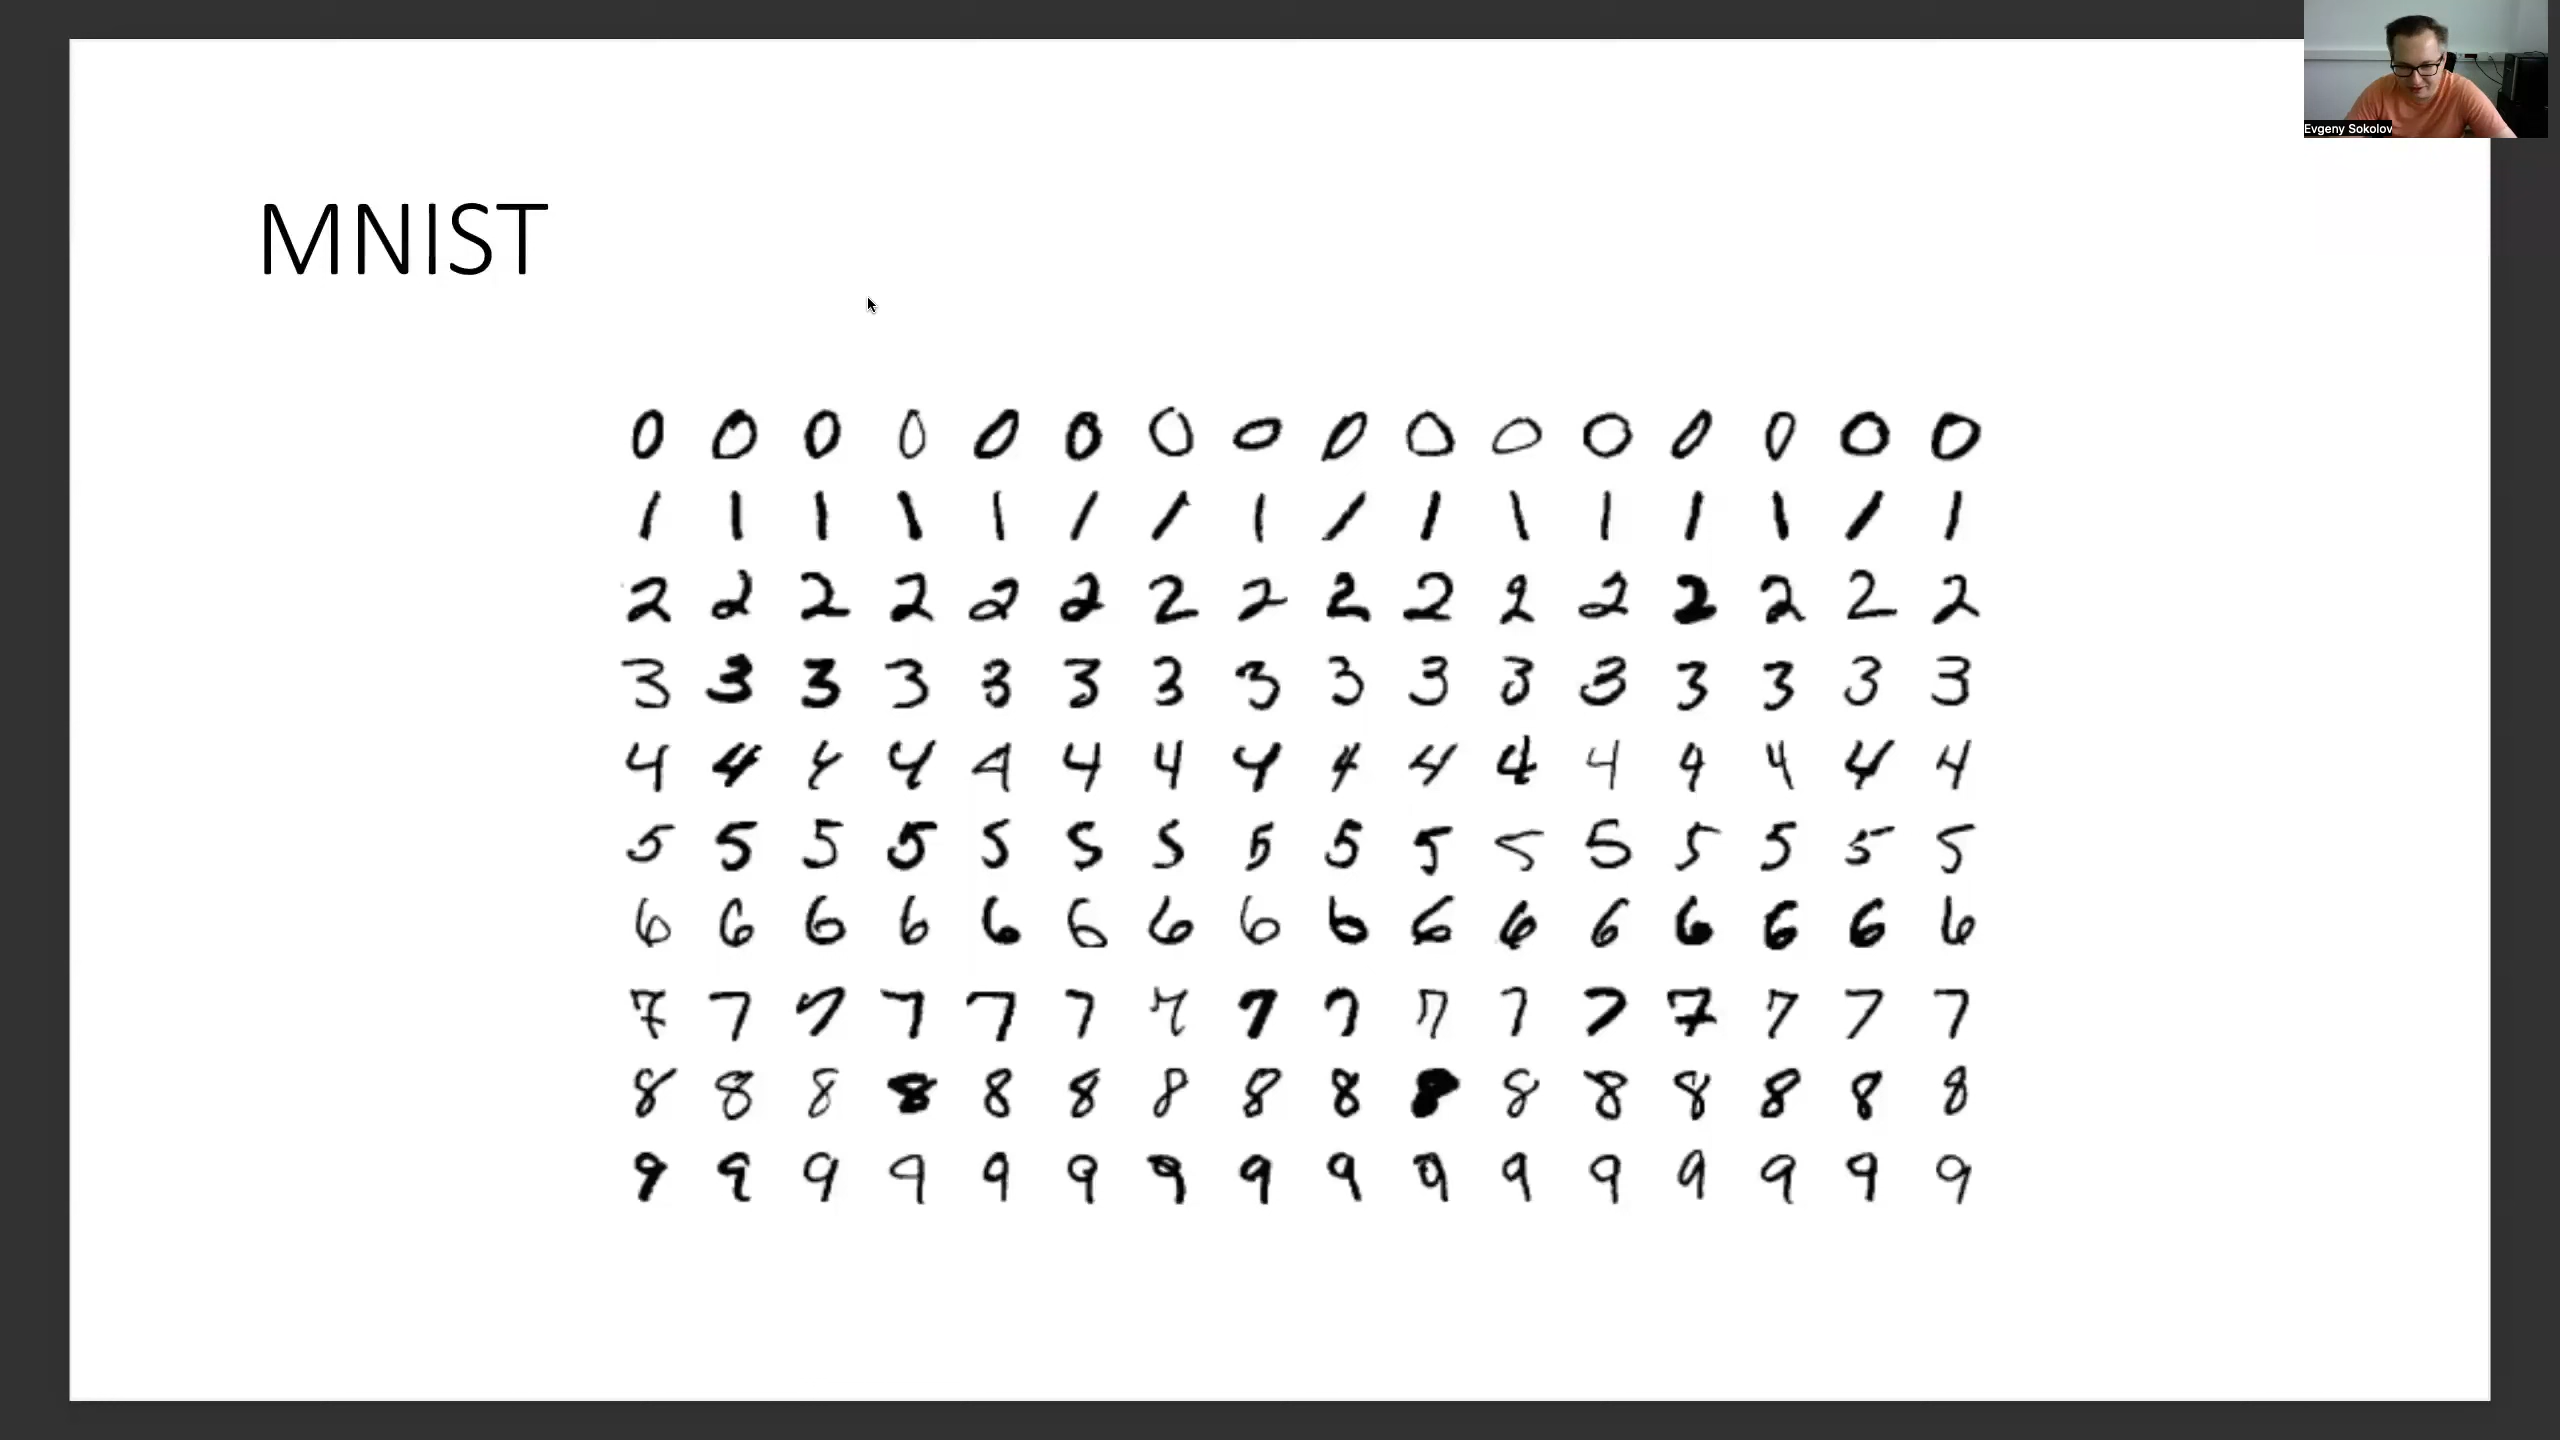 Evgeny Sokolov
MNIST
0 0 0 0 0 0 0 0 0 0 0 0 0 0 0 0
1 1 1 1 1 1 1 1 1 1 1 1 1 1 1 1
2 2 2 2 2 2 2 2 2 2 2 2 2 2 2 2
3 3 3 3 3 3 3 3 3 3 3 3 3 3 3 3
4 4 4 4 4 4 4 4 4 4 4 4 4 4 4 4
5 5 5 5 5 5 5 5 5 5 5 5 5 5 5 5
6 6 6 6 6 6 6 6 6 6 6 6 6 6 6 6
7 7 7 7 7 7 7 7 7 7 7 7 7 7 7 7
8 8 8 8 8 8 8 8 8 8 8 8 8 8 8 8
9 9 9 9 9 9 9 9 9 9 9 9 9 9 9 9